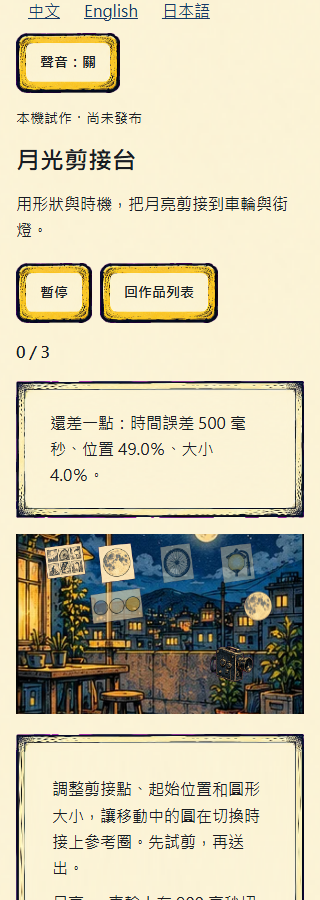 中文 English 日本語
聲音：關
本機試作・尚未發布
月光剪接台
用形狀與時機，把月亮剪接到車輪與街
燈。
暫停 回作品列表
0 / 3
還差一點：時間誤差 500 毫
秒、位置 49.0%、大小
4.0%。
調整剪接點、起始位置和圓形
大小，讓移動中的圓在切換時
接上參考圈。先試剪，再送
出。